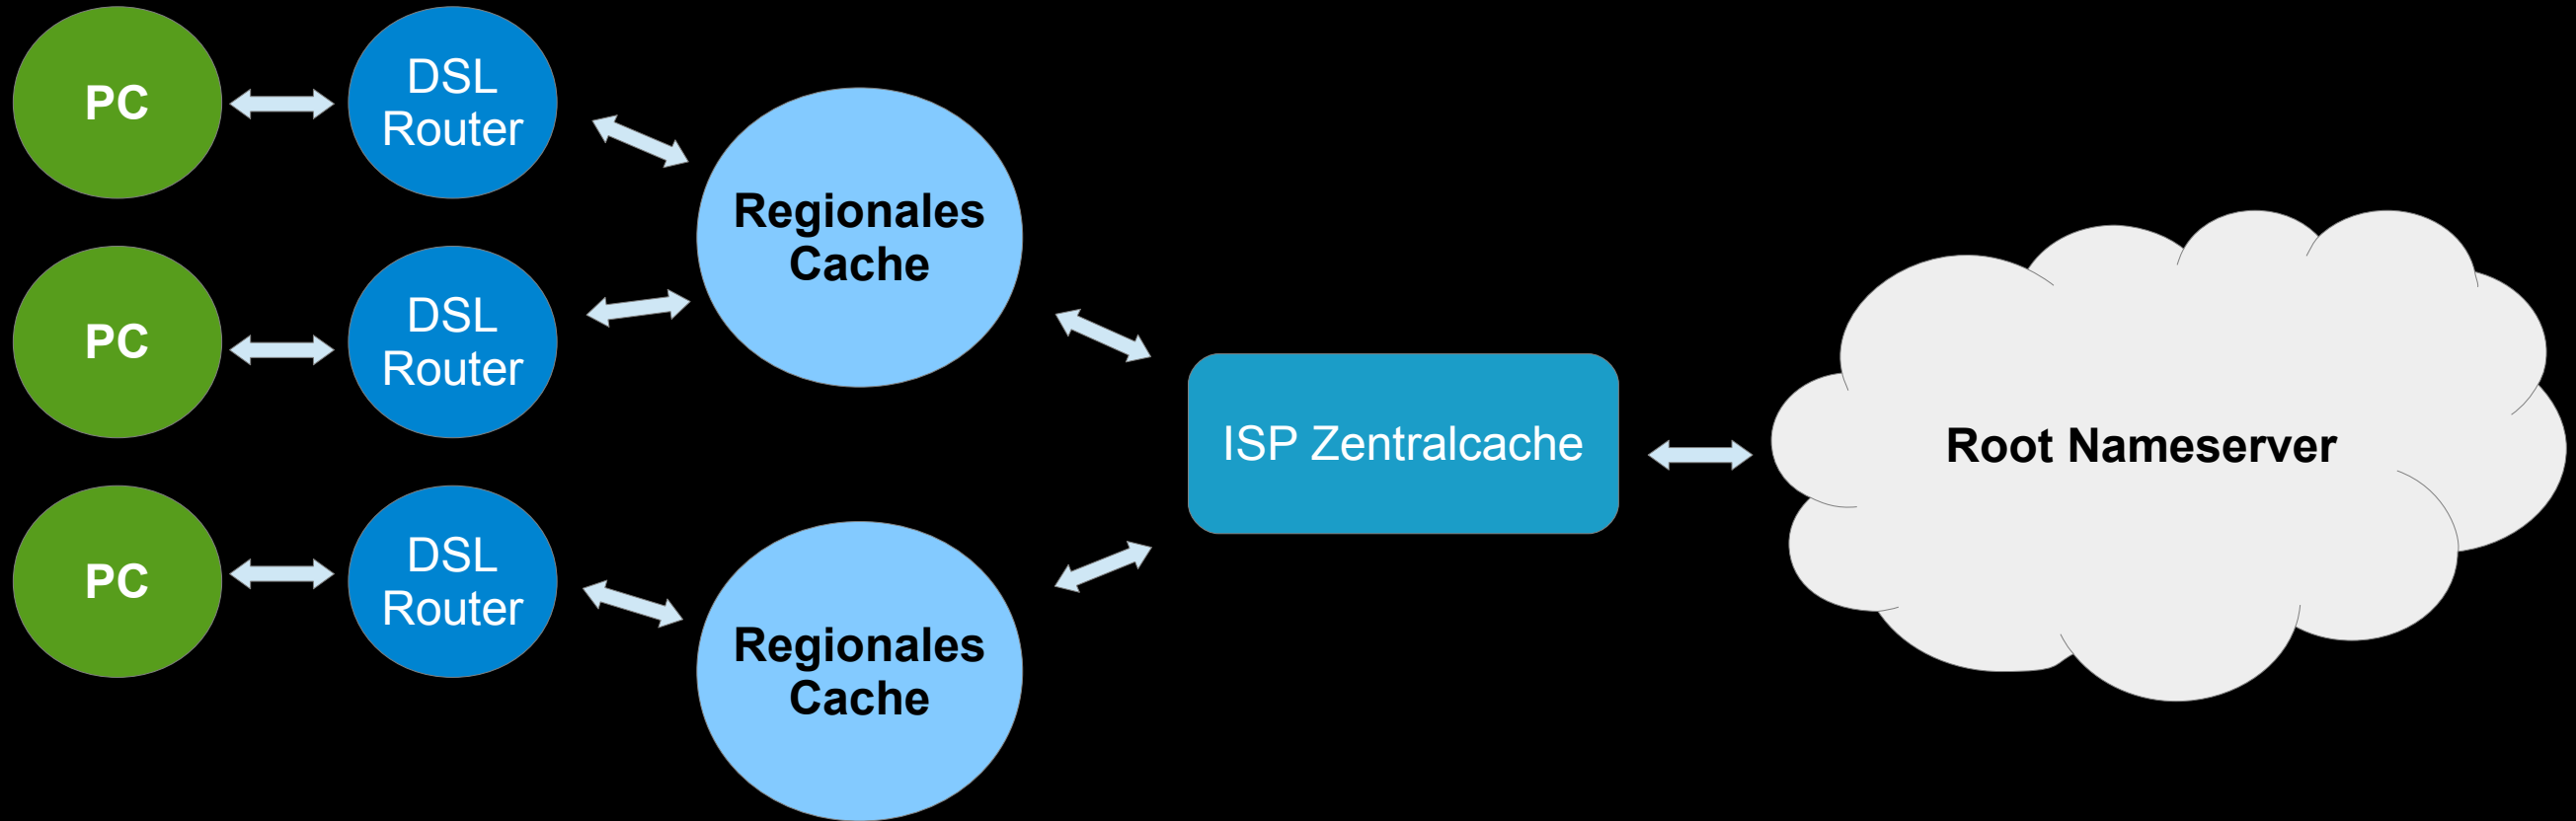 PC
DSL
Router
PC
DSL
Router
PC
DSL
Router
Regionales
Cache
Regionales
Cache
ISP Zentralcache
Root Nameserver